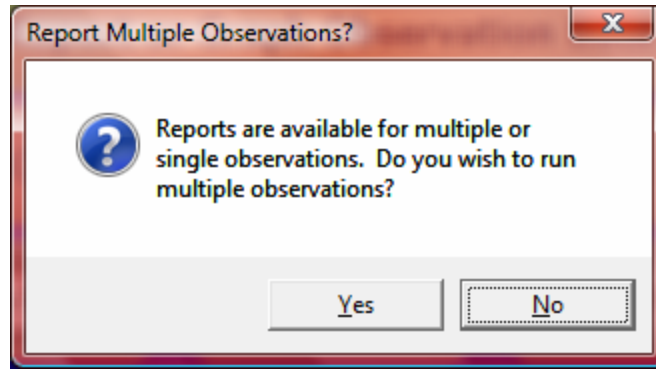 Report Multiple Observations?
Reports are available for multiple or
single observations.  Do you wish to run
multiple observations?
Yes
No